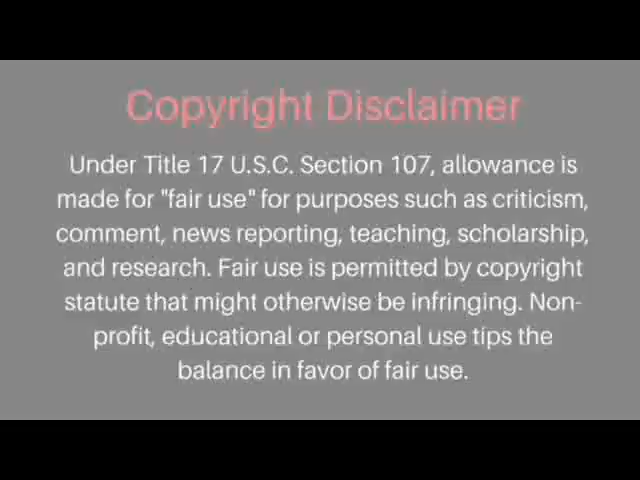 Copyright Disclaimer
Under Title 17 U.S.C. Section 107, allowance is
made for "fair use" for purposes such as criticism,
comment, news reporting, teaching, scholarship,
and research. Fair use is permitted by copyright
statute that might otherwise be infringing. Non-
profit, educational or personal use tips the
balance in favor of fair use.